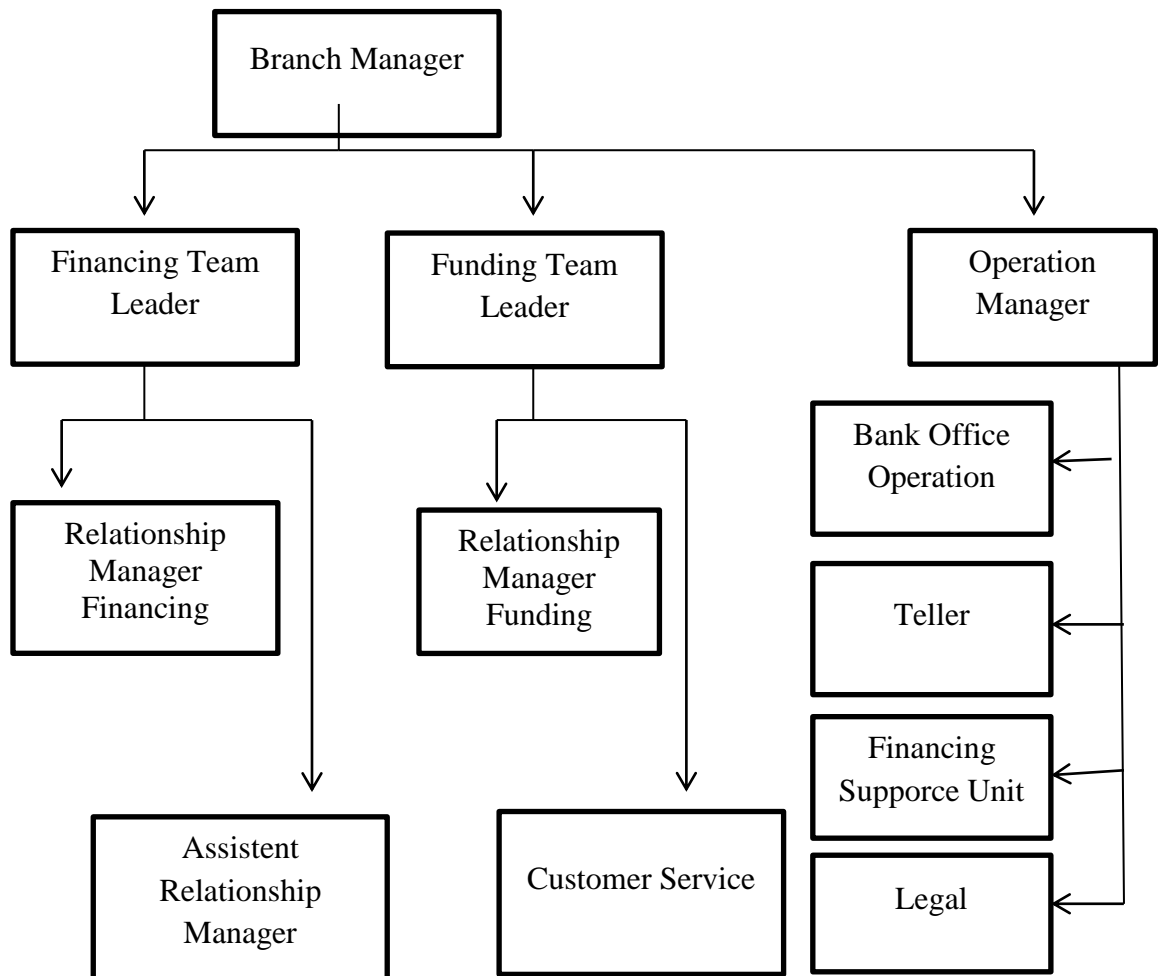 Branch Manager
Financing Team
Leader
Funding Team
Leader
Operation
Manager
Bank Office
Operation
Relationship
Manager
Financing
Relationship
Manager
Funding
Teller
Financing
Supporce Unit
Assistent
Relationship
Manager
Customer Service
Legal